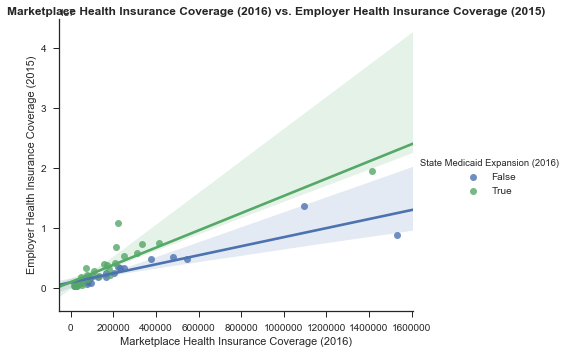 Marketplace Health Insurance Coverage (2016) vs. Employer Health Insurance Coverage (2015)
4
3
2
1
0
Employer Health Insurance Coverage (2015)
State Medicaid Expansion (2016)
False
True
0 200000 400000 600000 800000 1000000 1200000 1400000 1600000
Marketplace Health Insurance Coverage (2016)